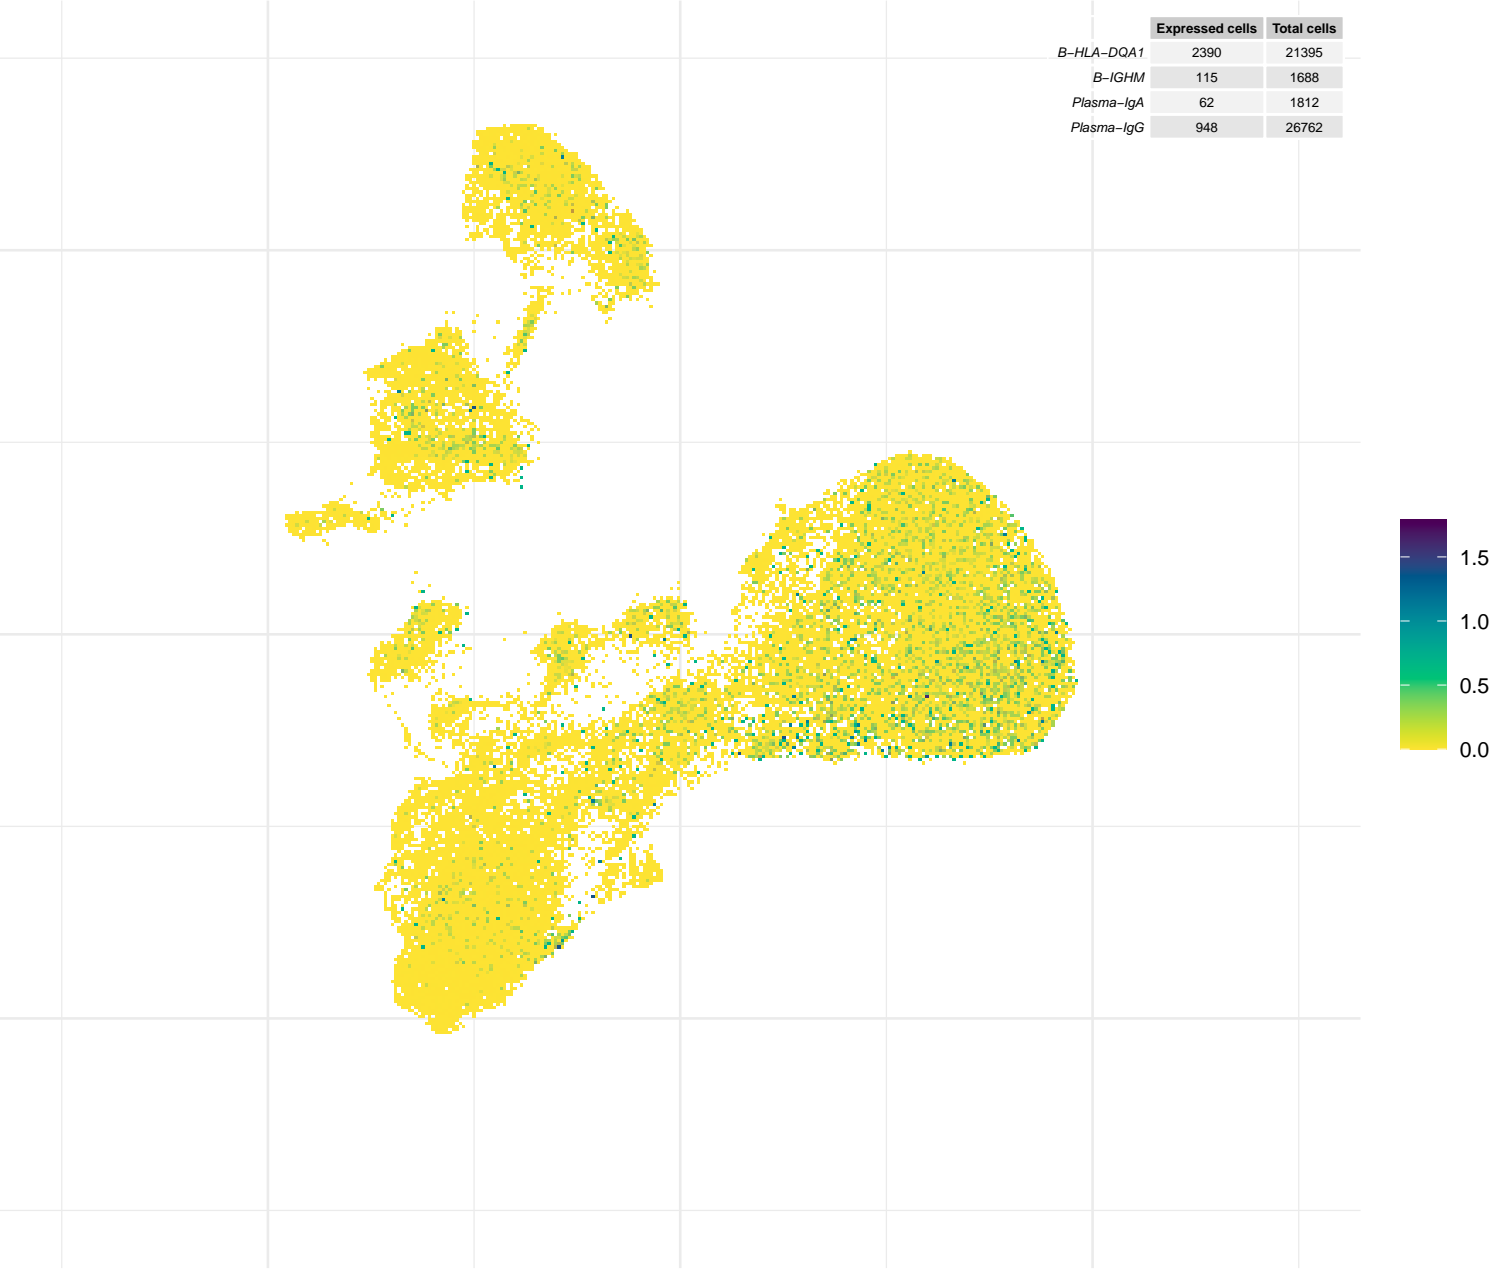 Expressed cells Total cells
B−HLA−DQA1 2390 21395
B−IGHM 115 1688
Plasma−IgA 62 1812
Plasma−IgG 948 26762
1.5
1.0
0.5
0.0